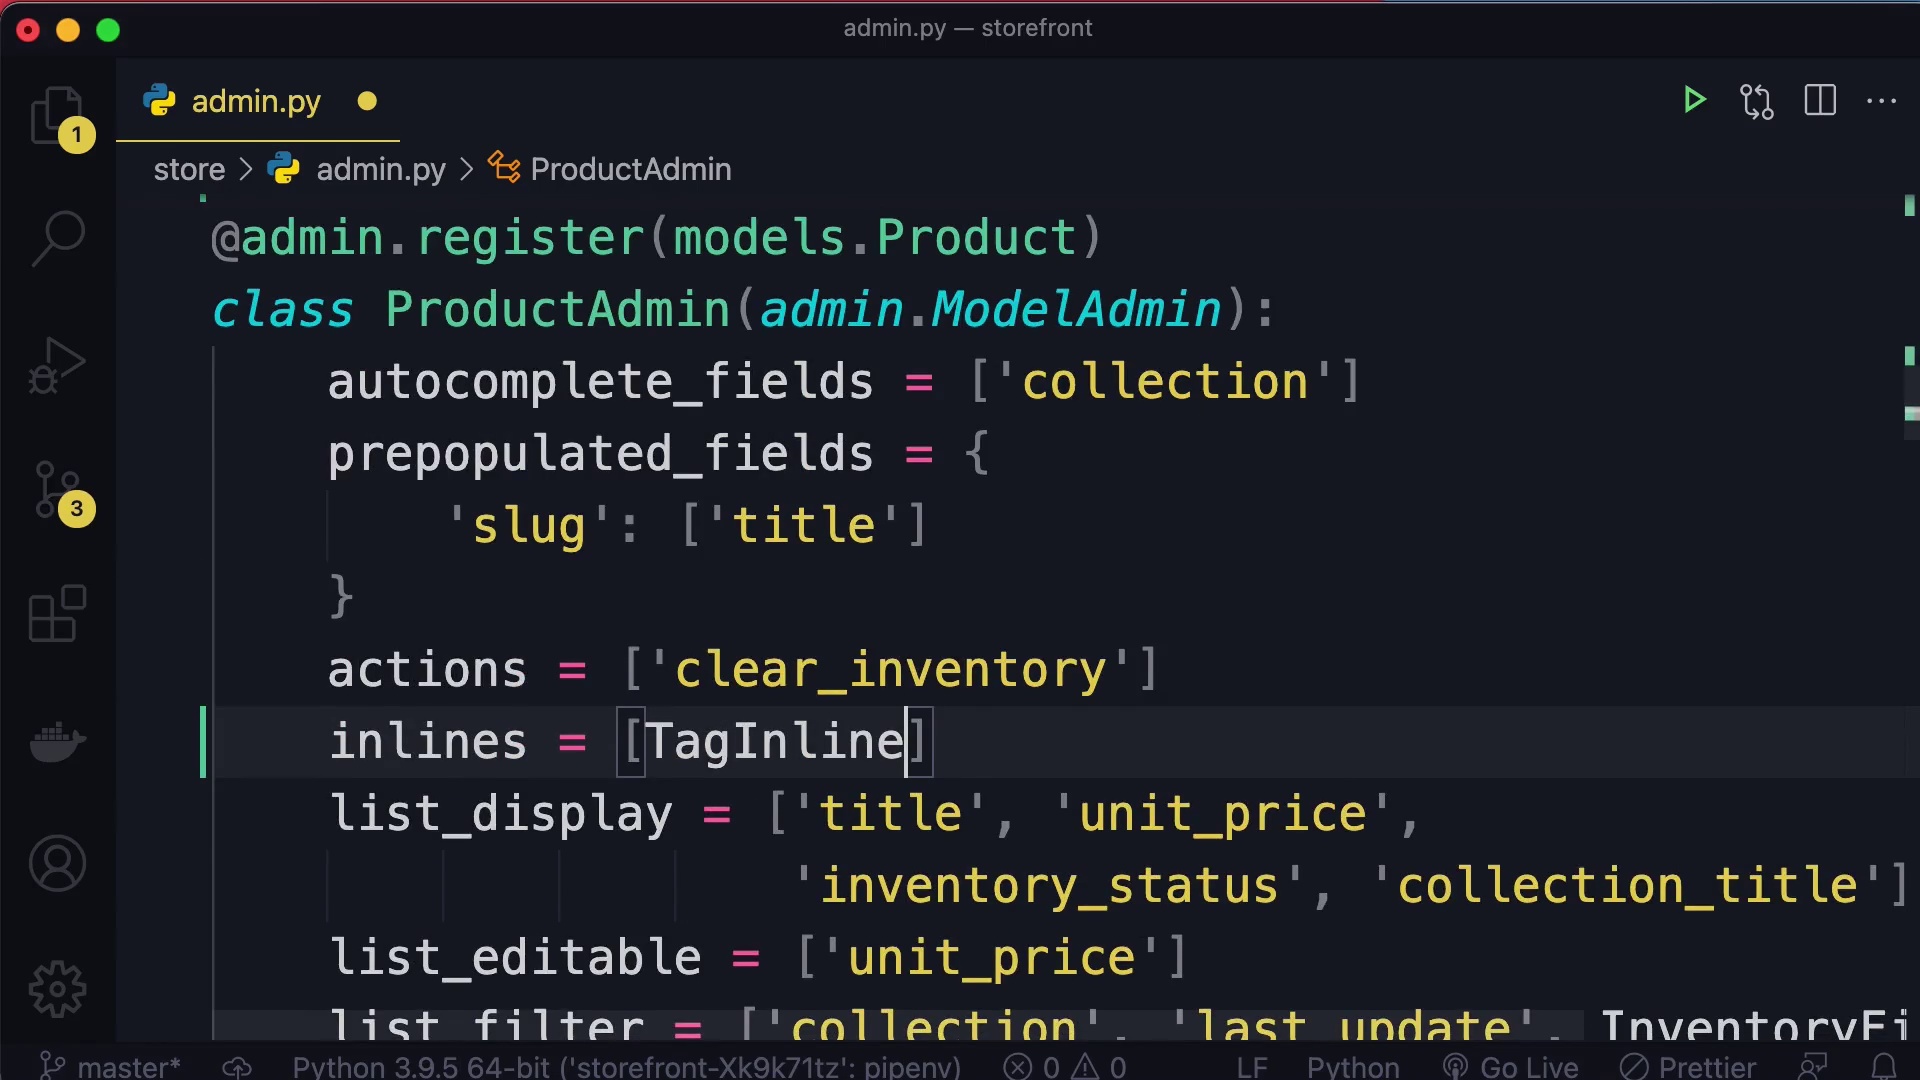 admin.py — storefront
admin.py
1
store > admin.py > ProductAdmin
@admin.register(models.Product)
class ProductAdmin(admin.ModelAdmin):
    autocomplete_fields = ['collection']
    prepopulated_fields = {
        'slug': ['title']
    }
    actions = ['clear_inventory']
    inlines = [TagInline]
    list_display = ['title', 'unit_price',
                    'inventory_status', 'collection_title']
    list_editable = ['unit_price']
    list_filter = ['collection', 'last_update', InventoryFi
3
master* Python 3.9.5 64-bit ('storefront-Xk9k71tz': pipenv) 0 0 LF Python Go Live Prettier